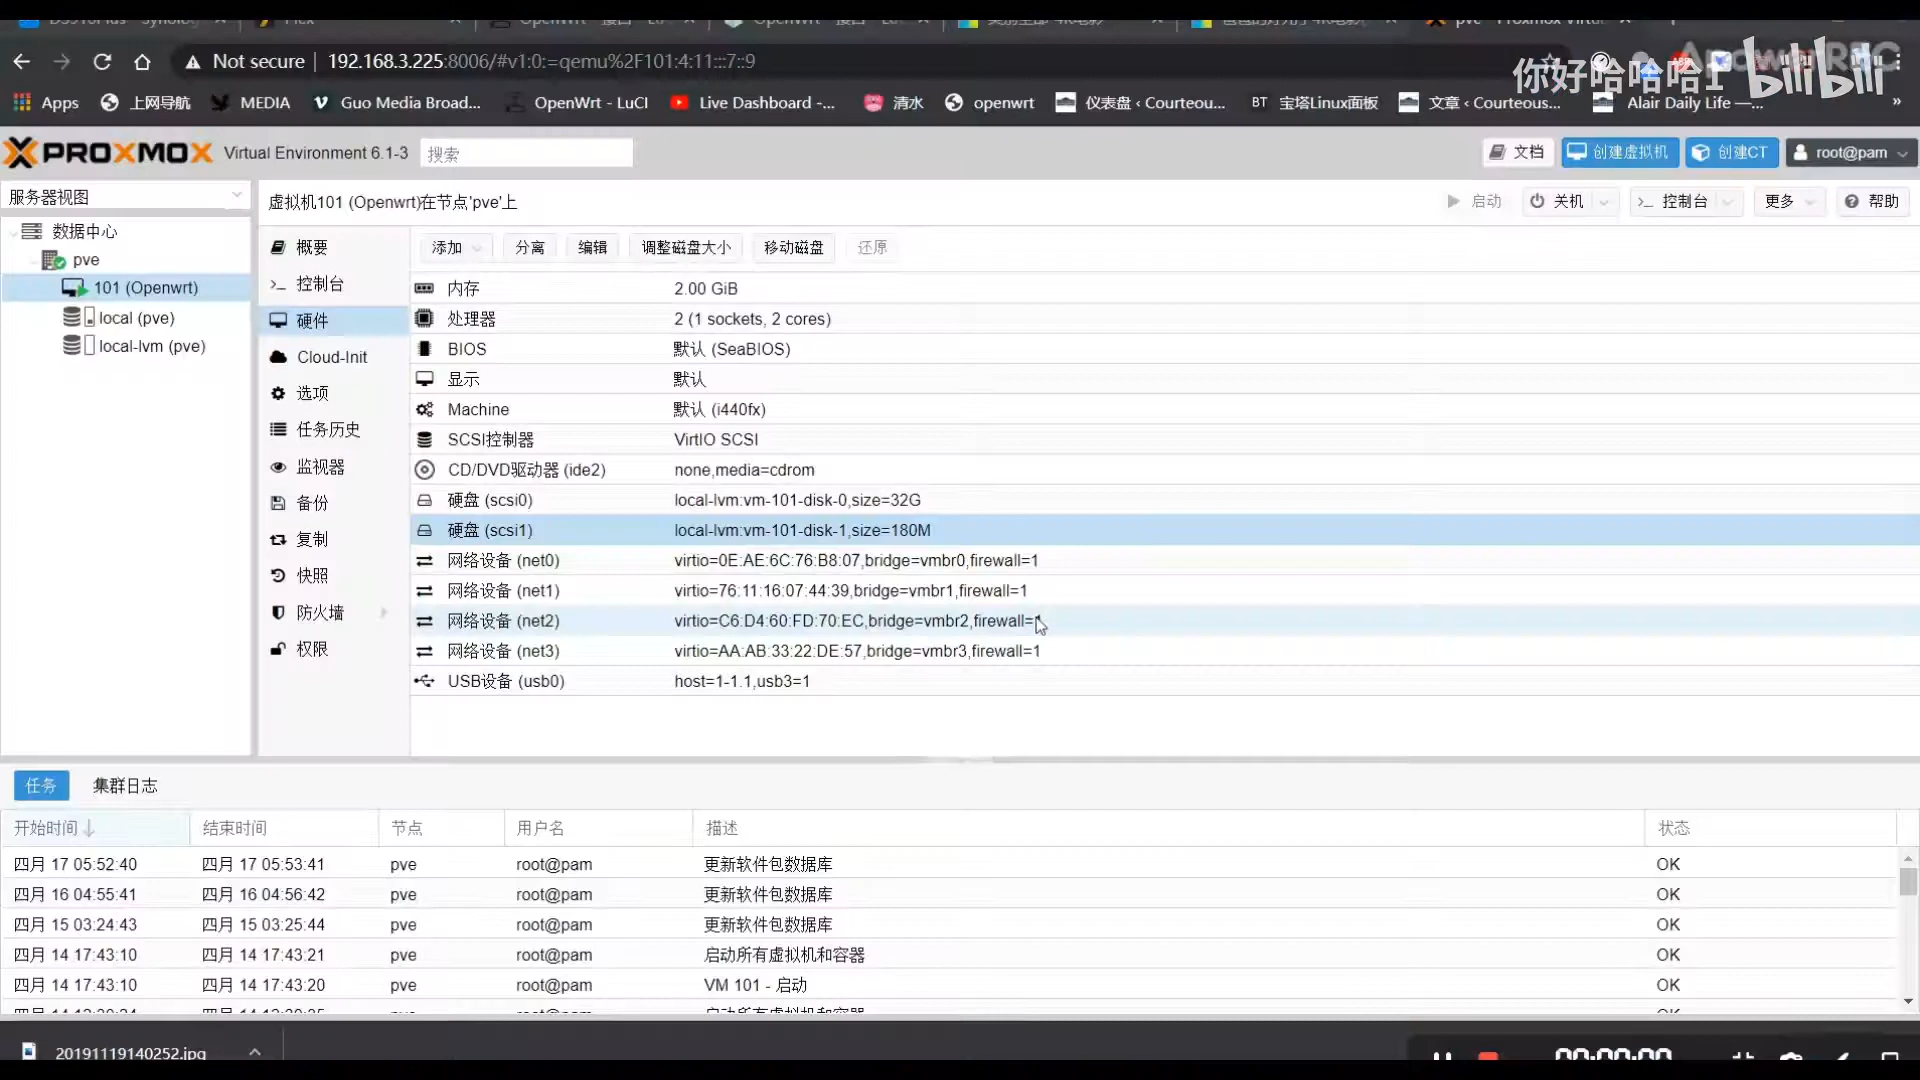 Not secure | 192.168.3.225:8006/#v1:0:=qemu%2F101:4:11:::7::9
你好哈哈哈工 bilibili
Apps 上网导航 MEDIA Guo Media Broad... OpenWrt - LuCI Live Dashboard -... 清水 openwrt 仪表盘 ‹ Courteou... BT 宝塔Linux面板 文章 ‹ Courteous... Alair Daily Life —... »
PROXMOX Virtual Environment 6.1-3 搜索 文档 创建虚拟机 创建CT root@pam
服务器视图
虚拟机101 (Openwrt)在节点'pve'上 启动 关机 控制台 更多 帮助
数据中心
pve
101 (Openwrt)
local (pve)
local-lvm (pve)
概要
控制台
硬件
Cloud-Init
选项
任务历史
监视器
备份
复制
快照
防火墙
权限
添加 分离 编辑 调整磁盘大小 移动磁盘 还原
内存 2.00 GiB
处理器 2 (1 sockets, 2 cores)
BIOS 默认 (SeaBIOS)
显示 默认
Machine 默认 (i440fx)
SCSI控制器 VirtIO SCSI
CD/DVD驱动器 (ide2) none,media=cdrom
硬盘 (scsi0) local-lvm:vm-101-disk-0,size=32G
硬盘 (scsi1) local-lvm:vm-101-disk-1,size=180M
网络设备 (net0) virtio=0E:AE:6C:76:B8:07,bridge=vmbr0,firewall=1
网络设备 (net1) virtio=76:11:16:07:44:39,bridge=vmbr1,firewall=1
网络设备 (net2) virtio=C6:D4:60:FD:70:EC,bridge=vmbr2,firewall=1
网络设备 (net3) virtio=AA:AB:33:22:DE:57,bridge=vmbr3,firewall=1
USB设备 (usb0) host=1-1.1,usb3=1
任务 集群日志
开始时间 结束时间 节点 用户名 描述 状态
四月 17 05:52:40 四月 17 05:53:41 pve root@pam 更新软件包数据库 OK
四月 16 04:55:41 四月 16 04:56:42 pve root@pam 更新软件包数据库 OK
四月 15 03:24:43 四月 15 03:25:44 pve root@pam 更新软件包数据库 OK
四月 14 17:43:10 四月 14 17:43:21 pve root@pam 启动所有虚拟机和容器 OK
四月 14 17:43:10 四月 14 17:43:20 pve root@pam VM 101 - 启动 OK
20191119140252.jpg
00:00:00